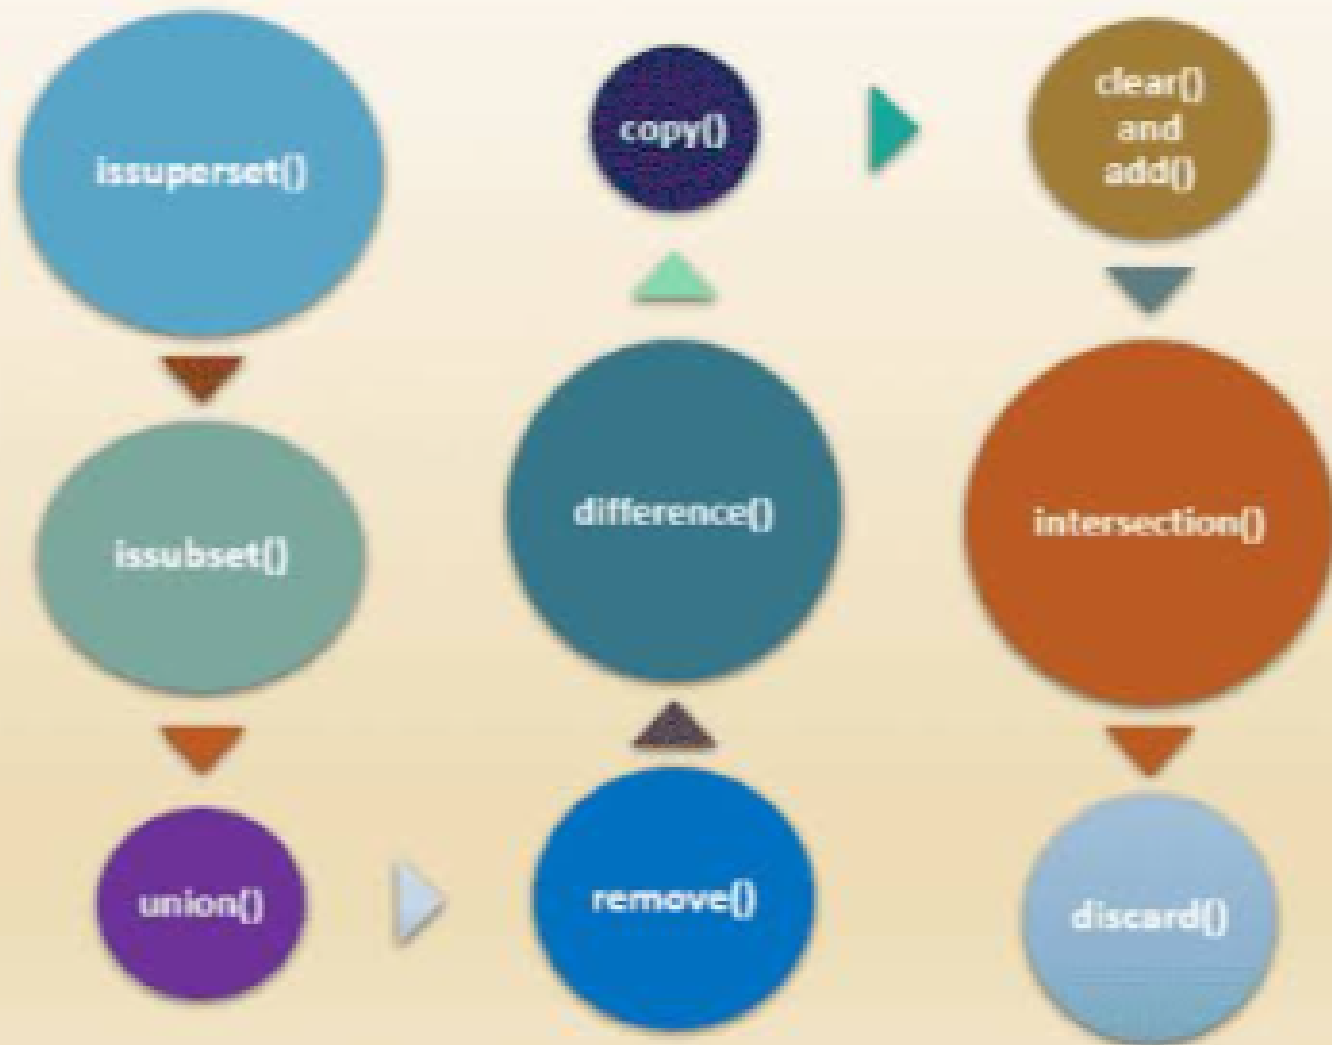 issuperset()
issubset()
union()
remove()
difference()
copy()
clear()
and
add()
intersection()
discard()